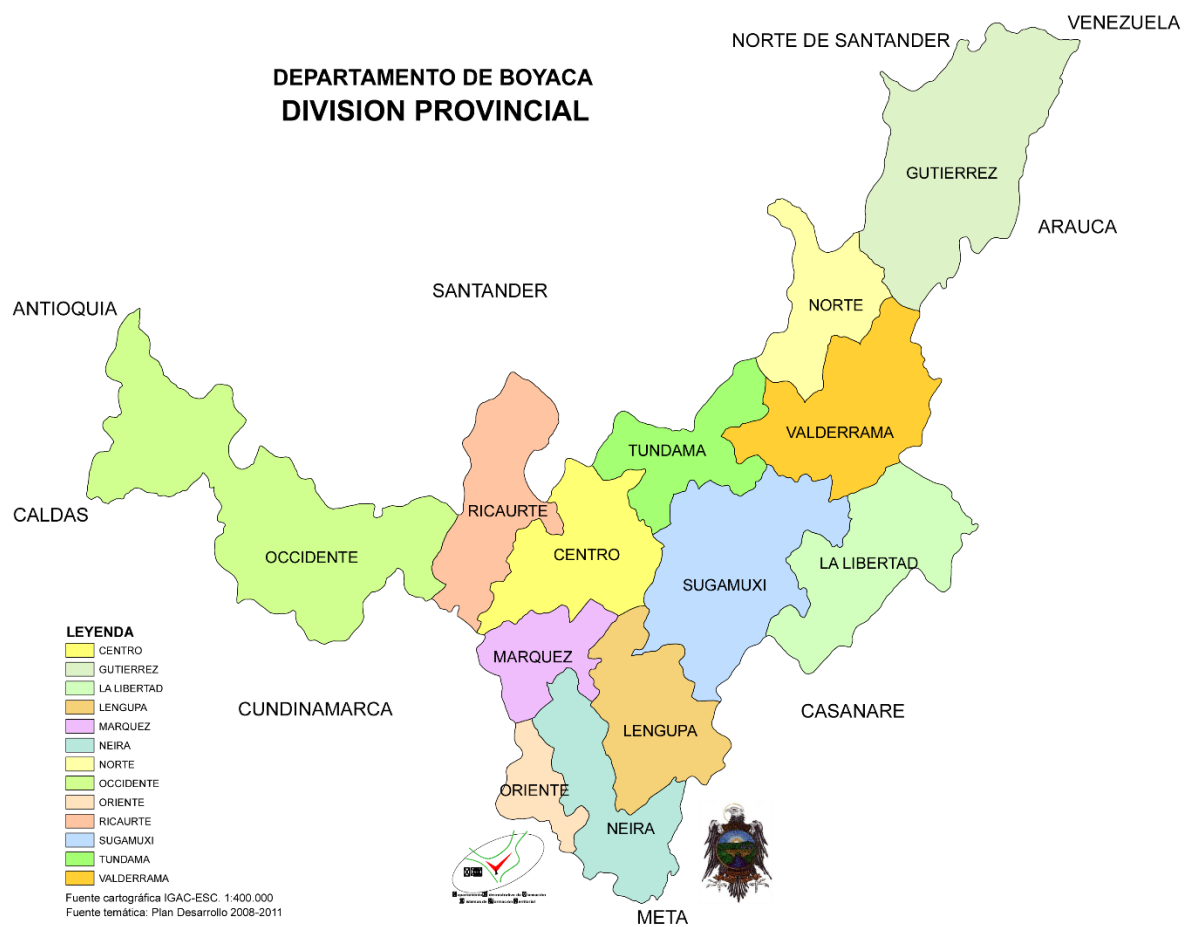 VENEZUELA
NORTE DE SANTANDER
DEPARTAMENTO DE BOYACA
DIVISION PROVINCIAL
GUTIERREZ
ARAUCA
SANTANDER
ANTIOQUIA
NORTE
VALDERRAMA
TUNDAMA
CALDAS
RICAURTE
OCCIDENTE
CENTRO
LA LIBERTAD
SUGAMUXI
MARQUEZ
CUNDINAMARCA
CASANARE
LENGUPA
ORIENTE
NEIRA
META
LEYENDA
CENTRO
GUTIERREZ
LA LIBERTAD
LENGUPA
MARQUEZ
NEIRA
NORTE
OCCIDENTE
ORIENTE
RICAURTE
SUGAMUXI
TUNDAMA
VALDERRAMA
Fuente cartográfica IGAC-ESC. 1:400.000
Fuente temática: Plan Desarrollo 2008-2011